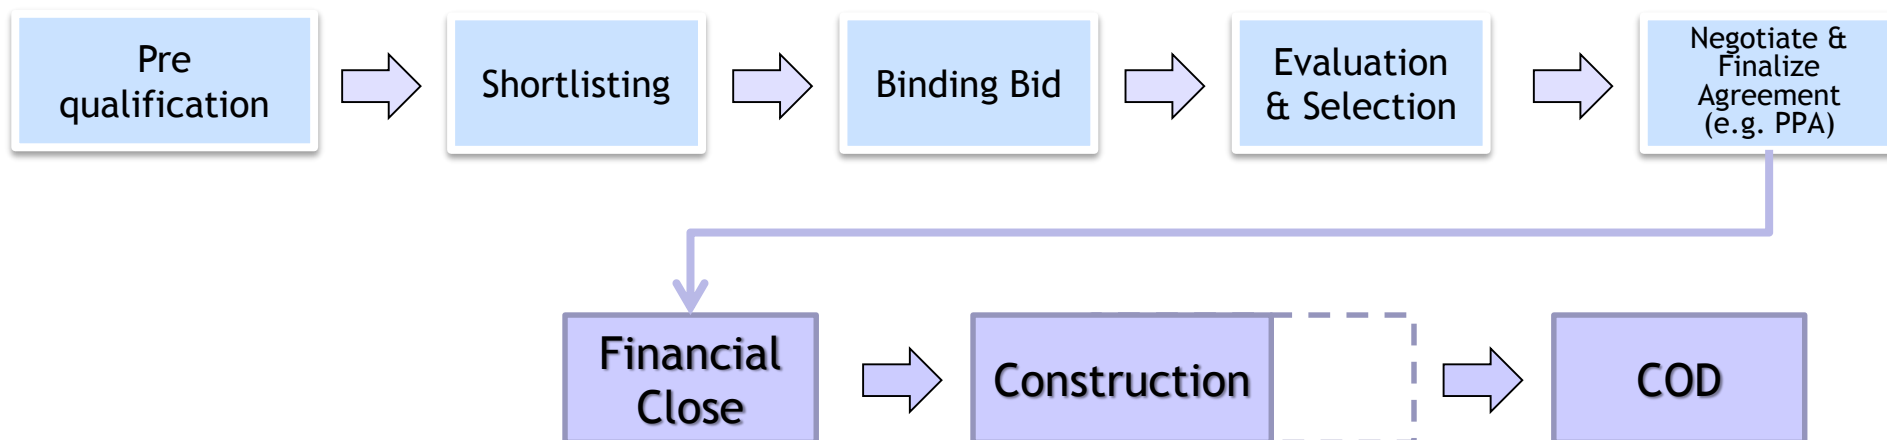 Pre
qualification
Shortlisting
Binding Bid
Evaluation
& Selection
Negotiate &
Finalize
Agreement
(e.g. PPA)
Financial
Close
Construction
COD